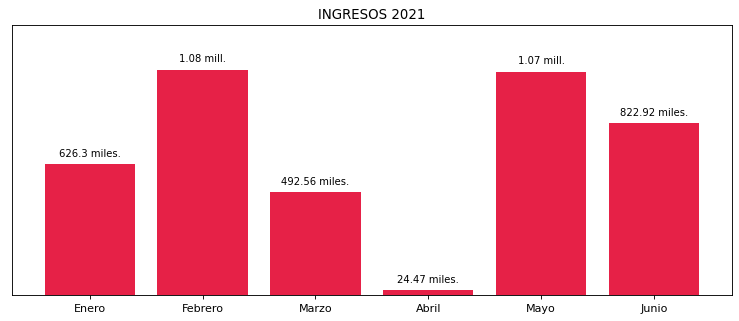 INGRESOS 2021
1.08 mill.
1.07 mill.
822.92 miles.
626.3 miles.
492.56 miles.
24.47 miles.
Enero
Febrero
Marzo
Abril
Mayo
Junio